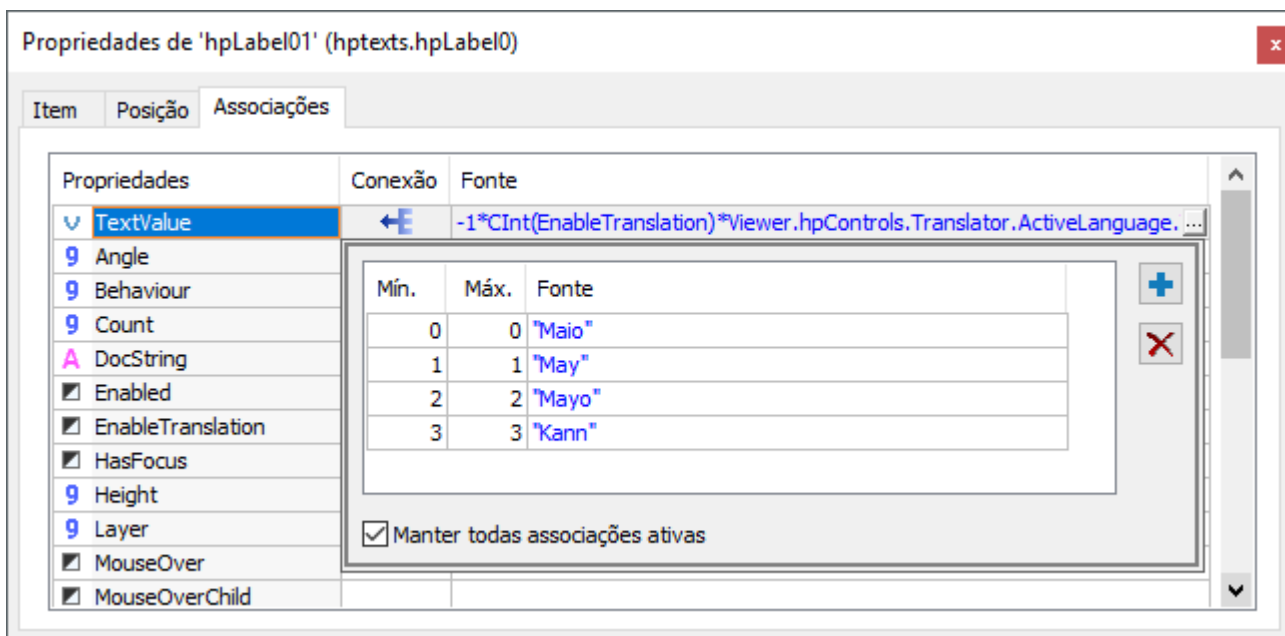 Propriedades de 'hpLabel01' (hptexts.hpLabel0)
x
Item Posição Associações
Propriedades Conexão Fonte
TextValue -1*CInt(EnableTranslation)*Viewer.hpControls.Translator.ActiveLanguage. ...
Angle
Behaviour
Count
DocString
Enabled
EnableTranslation
HasFocus
Height
Layer
MouseOver
MouseOverChild
Mín. Máx. Fonte
0 0 "Maio"
1 1 "May"
2 2 "Mayo"
3 3 "Kann"
Manter todas associações ativas